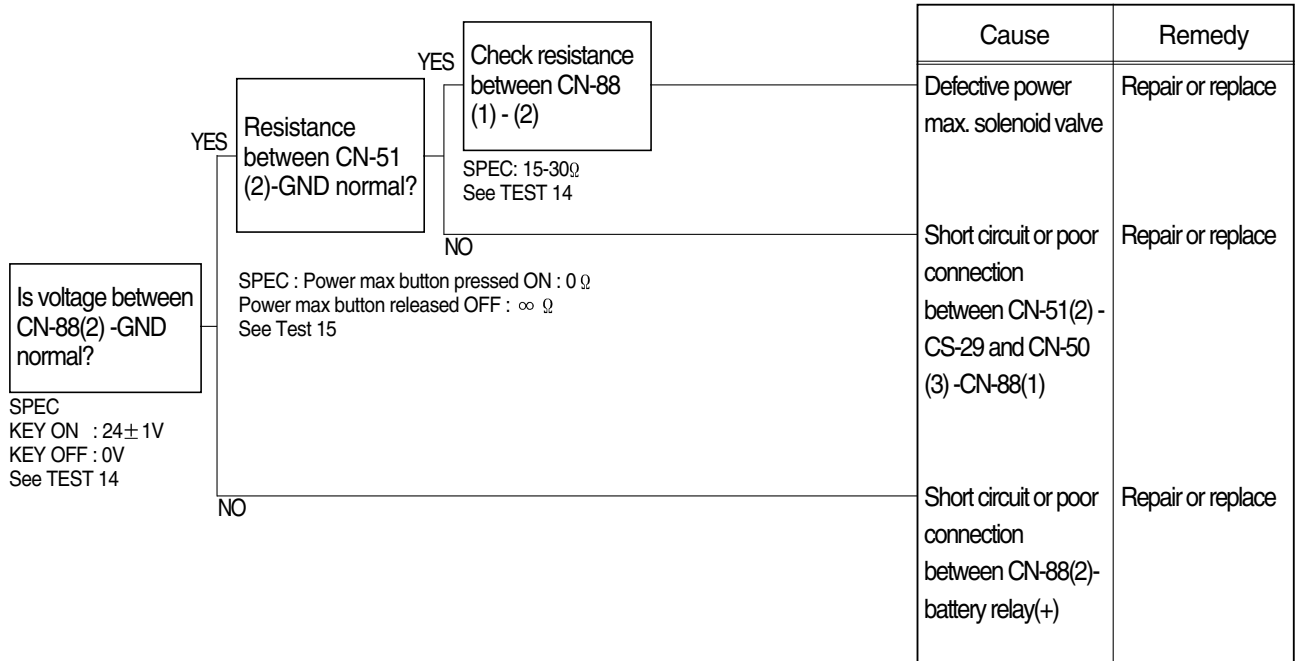 Cause Remedy
YES
Check resistance
between CN-88
(1) - (2)
SPEC: 15-30Ω
See TEST 14
Defective power
max. solenoid valve
Repair or replace
YES
Resistance
between CN-51
(2)-GND normal?
NO
SPEC : Power max button pressed ON : 0 Ω
Power max button released OFF : ∞ Ω
See Test 15
Short circuit or poor
connection
between CN-51(2) -
CS-29 and CN-50
(3) -CN-88(1)
Repair or replace
Is voltage between
CN-88(2) -GND
normal?
SPEC
KEY ON : 24±1V
KEY OFF : 0V
See TEST 14
NO
Short circuit or poor
connection
between CN-88(2)-
battery relay(+)
Repair or replace